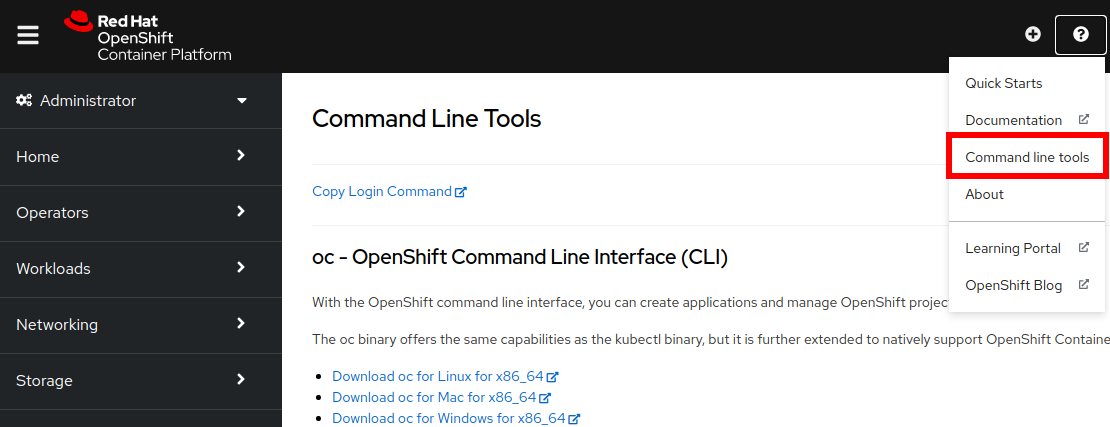 Red Hat
OpenShift
Container Platform
Administrator
Home
Operators
Workloads
Networking
Storage
Command Line Tools
Copy Login Command
oc - OpenShift Command Line Interface (CLI)
With the OpenShift command line interface, you can create applications and manage OpenShift projec
The oc binary offers the same capabilities as the kubectl binary, but it is further extended to natively support OpenShift Containe
Download oc for Linux for x86_64
Download oc for Mac for x86_64
Download oc for Windows for x86_64
Quick Starts
Documentation
Command line tools
About
Learning Portal
OpenShift Blog